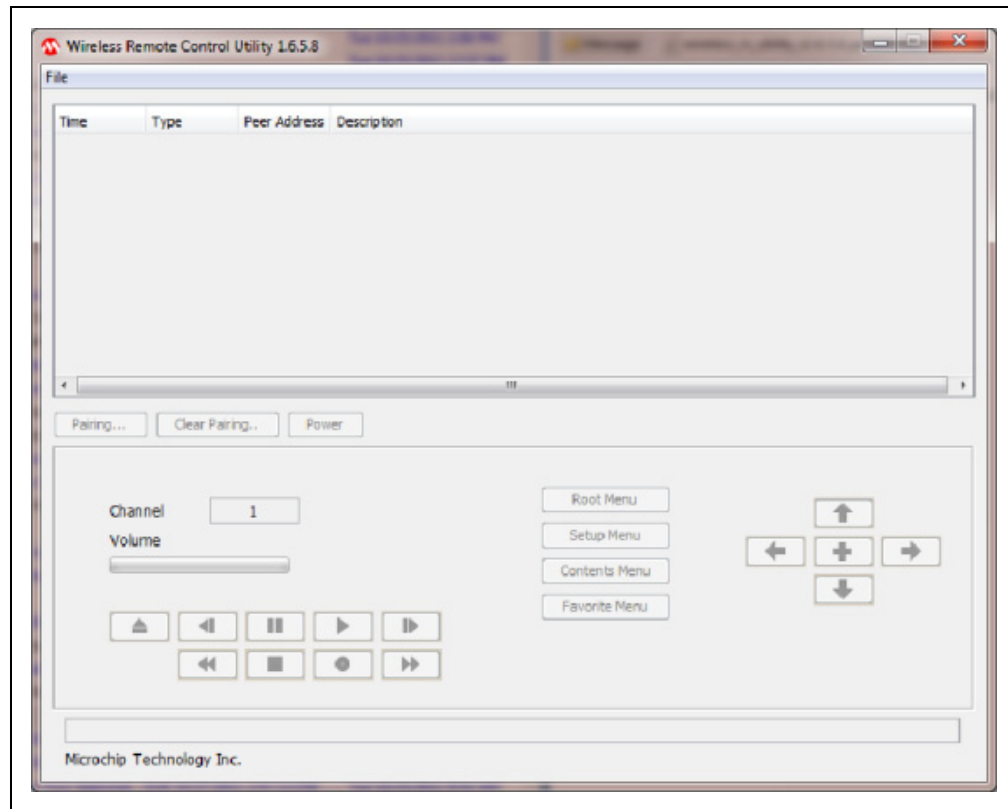 Wireless Remote Control Utility 1.6.5.8
File
Time Type Peer Address Description
Pairing... Clear Pairing.. Power
Channel 1
Volume
Root Menu
Setup Menu
Contents Menu
Favorite Menu
Microchip Technology Inc.